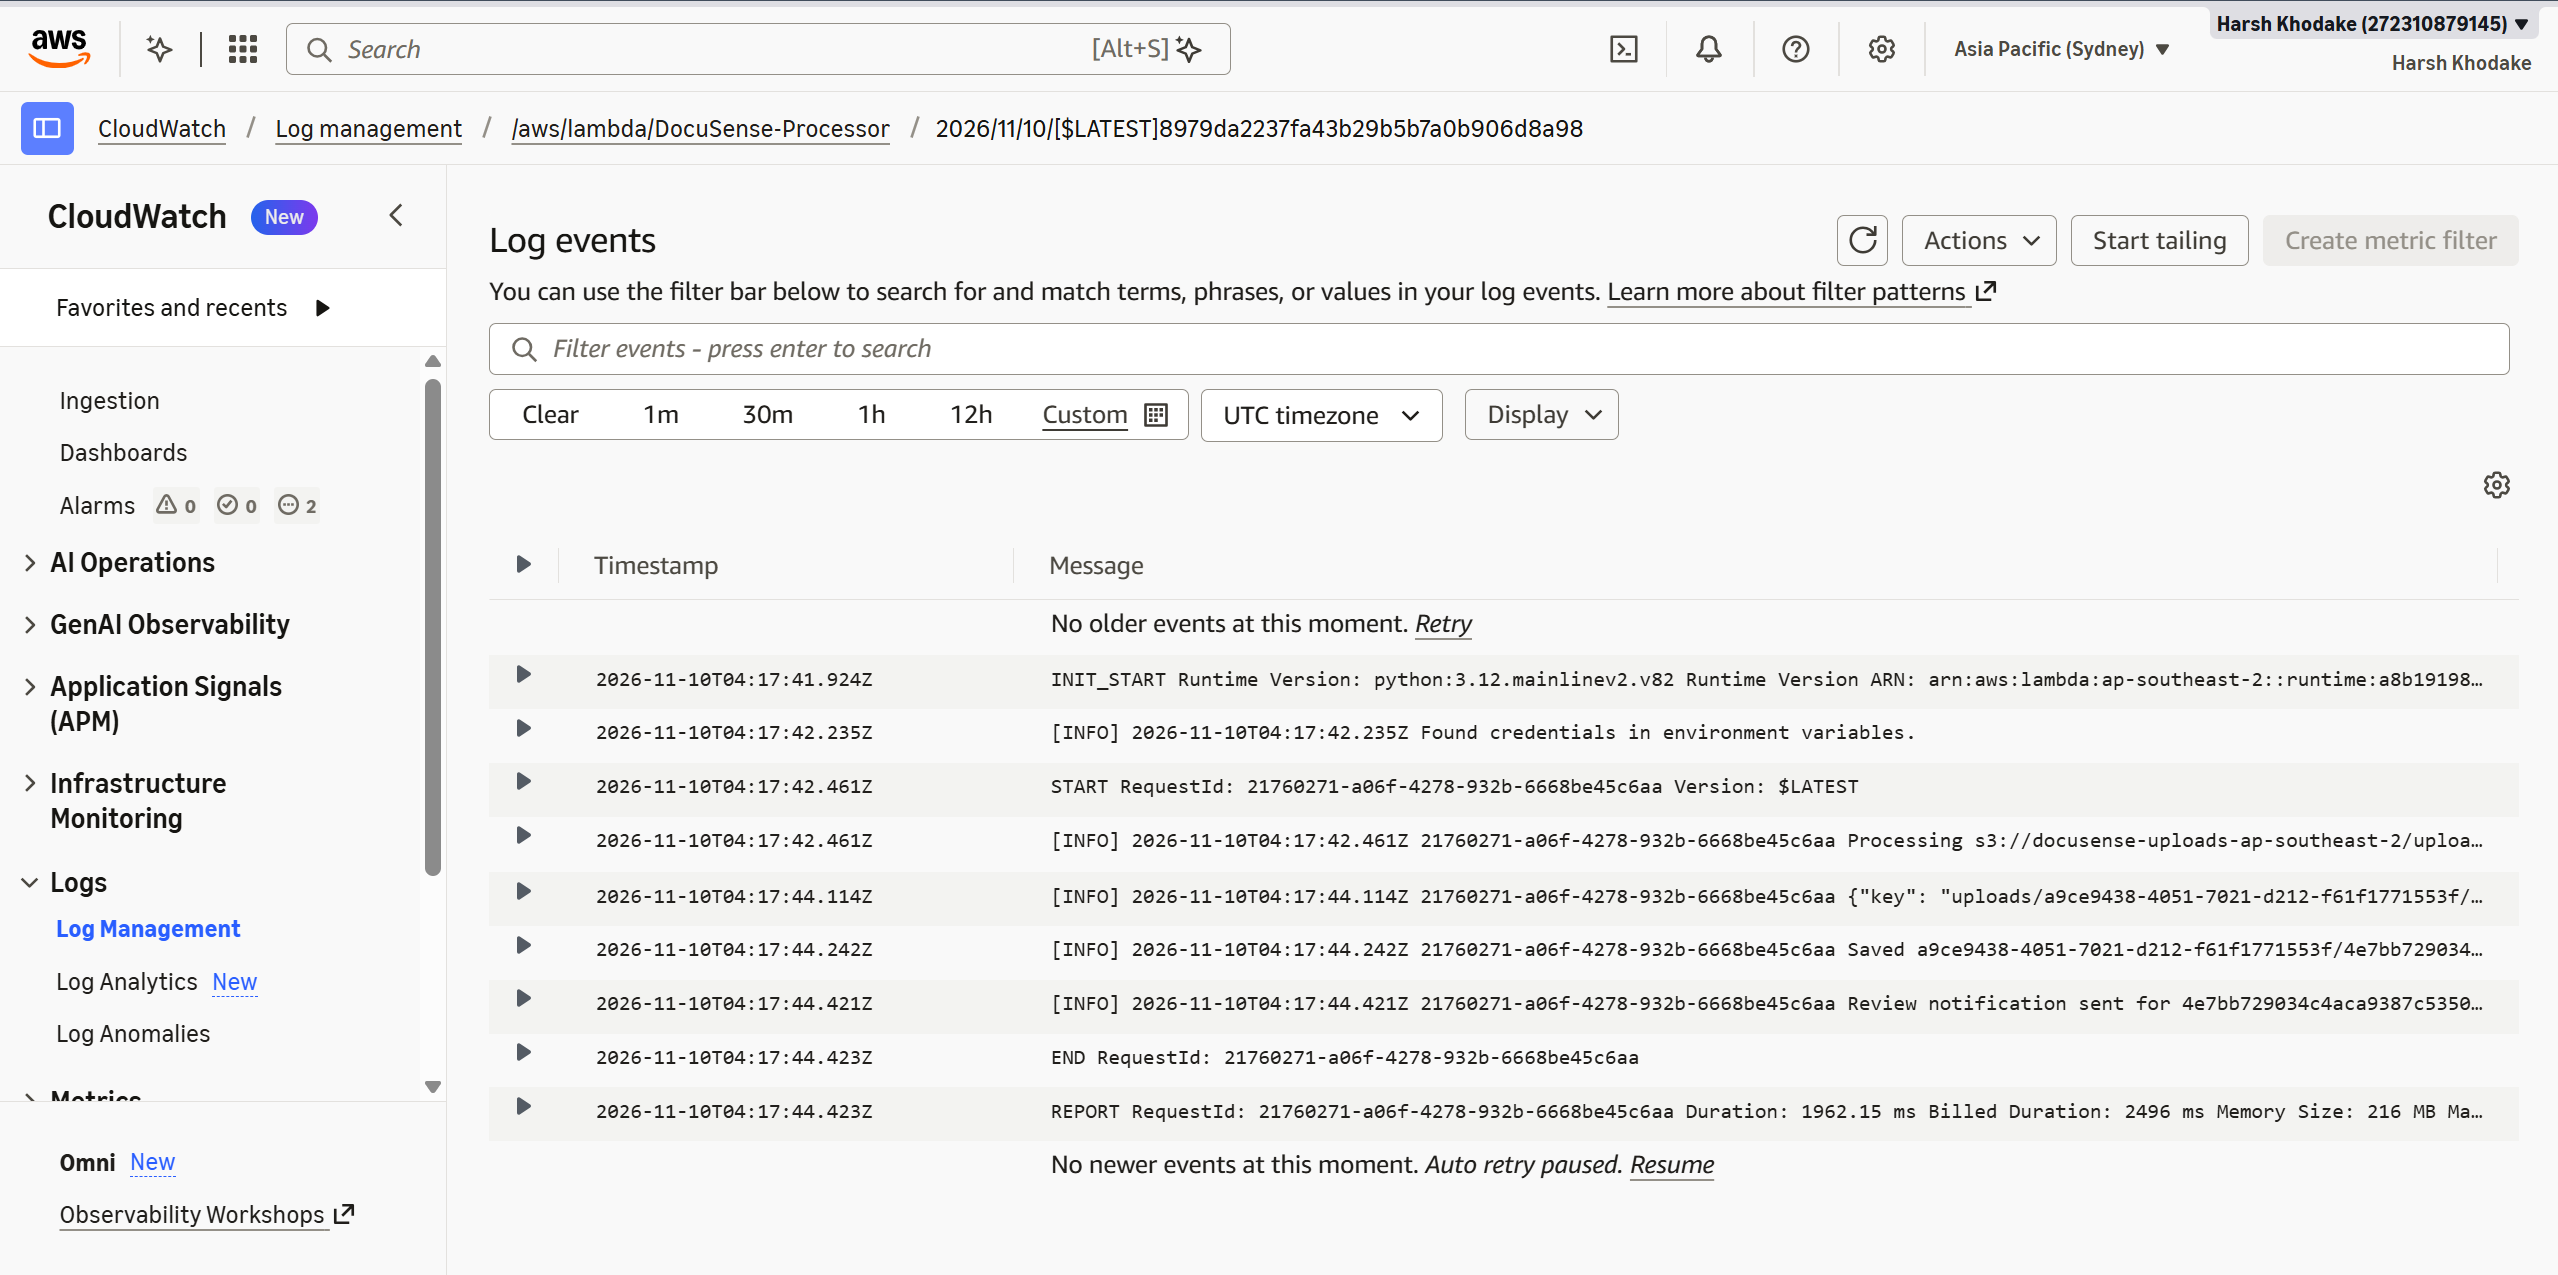 aws
Search [Alt+S]
Asia Pacific (Sydney)
Harsh Khodake (272310879145)
Harsh Khodake
CloudWatch / Log management / /aws/lambda/DocuSense-Processor / 2026/11/10/[$LATEST]8979da2237fa43b29b5b7a0b906d8a98
CloudWatch New
Favorites and recents
Ingestion
Dashboards
Alarms 0 0 2
AI Operations
GenAI Observability
Application Signals
(APM)
Infrastructure
Monitoring
Logs
Log Management
Log Analytics New
Log Anomalies
Metrics
Omni New
Observability Workshops
Log events
Actions
Start tailing
Create metric filter
You can use the filter bar below to search for and match terms, phrases, or values in your log events. Learn more about filter patterns
Filter events - press enter to search
Clear 1m 30m 1h 12h Custom
UTC timezone
Display
Timestamp Message
No older events at this moment. Retry
2026-11-10T04:17:41.924Z INIT_START Runtime Version: python:3.12.mainlinev2.v82 Runtime Version ARN: arn:aws:lambda:ap-southeast-2::runtime:a8b19198…
2026-11-10T04:17:42.235Z [INFO] 2026-11-10T04:17:42.235Z Found credentials in environment variables.
2026-11-10T04:17:42.461Z START RequestId: 21760271-a06f-4278-932b-6668be45c6aa Version: $LATEST
2026-11-10T04:17:42.461Z [INFO] 2026-11-10T04:17:42.461Z 21760271-a06f-4278-932b-6668be45c6aa Processing s3://docusense-uploads-ap-southeast-2/uploa…
2026-11-10T04:17:44.114Z [INFO] 2026-11-10T04:17:44.114Z 21760271-a06f-4278-932b-6668be45c6aa {"key": "uploads/a9ce9438-4051-7021-d212-f61f1771553f/…
2026-11-10T04:17:44.242Z [INFO] 2026-11-10T04:17:44.242Z 21760271-a06f-4278-932b-6668be45c6aa Saved a9ce9438-4051-7021-d212-f61f1771553f/4e7bb729034…
2026-11-10T04:17:44.421Z [INFO] 2026-11-10T04:17:44.421Z 21760271-a06f-4278-932b-6668be45c6aa Review notification sent for 4e7bb729034c4aca9387c5350…
2026-11-10T04:17:44.423Z END RequestId: 21760271-a06f-4278-932b-6668be45c6aa
2026-11-10T04:17:44.423Z REPORT RequestId: 21760271-a06f-4278-932b-6668be45c6aa Duration: 1962.15 ms Billed Duration: 2496 ms Memory Size: 216 MB Ma…
No newer events at this moment. Auto retry paused. Resume